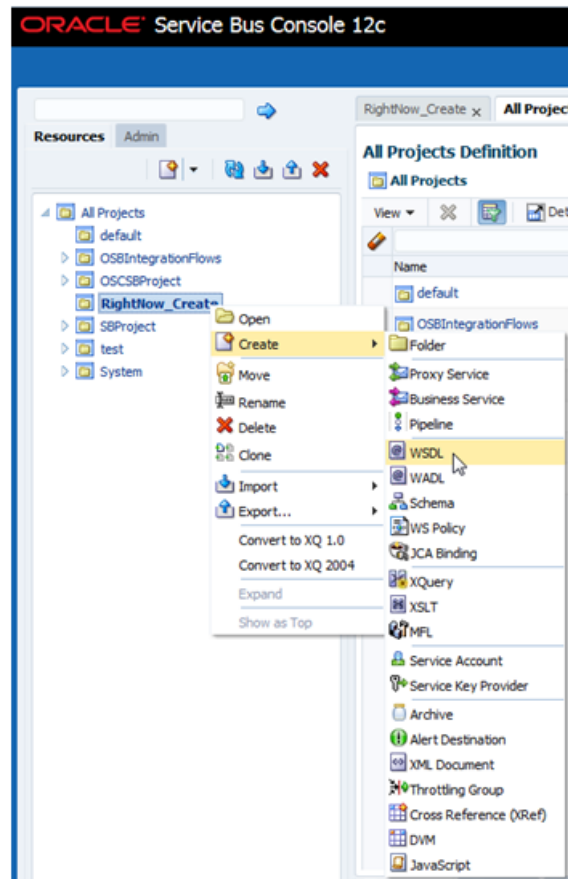 ORACLE Service Bus Console 12c
RightNow_Create x
All Projec
Resources
Admin
All Projects
default
OSBIntegrationFlows
OSCSBProject
RightNow_Create
SBProject
test
System
All Projects Definition
All Projects
View
Det
Name
default
OSBIntegrationFlows
Open
Create
Move
Rename
Delete
Clone
Import
Export...
Convert to XQ 1.0
Convert to XQ 2004
Expand
Show as Top
Folder
Proxy Service
Business Service
Pipeline
WSDL
WADL
Schema
WS Policy
JCA Binding
XQuery
XSLT
MFL
Service Account
Service Key Provider
Archive
Alert Destination
XML Document
Throttling Group
Cross Reference (XRef)
DVM
JavaScript